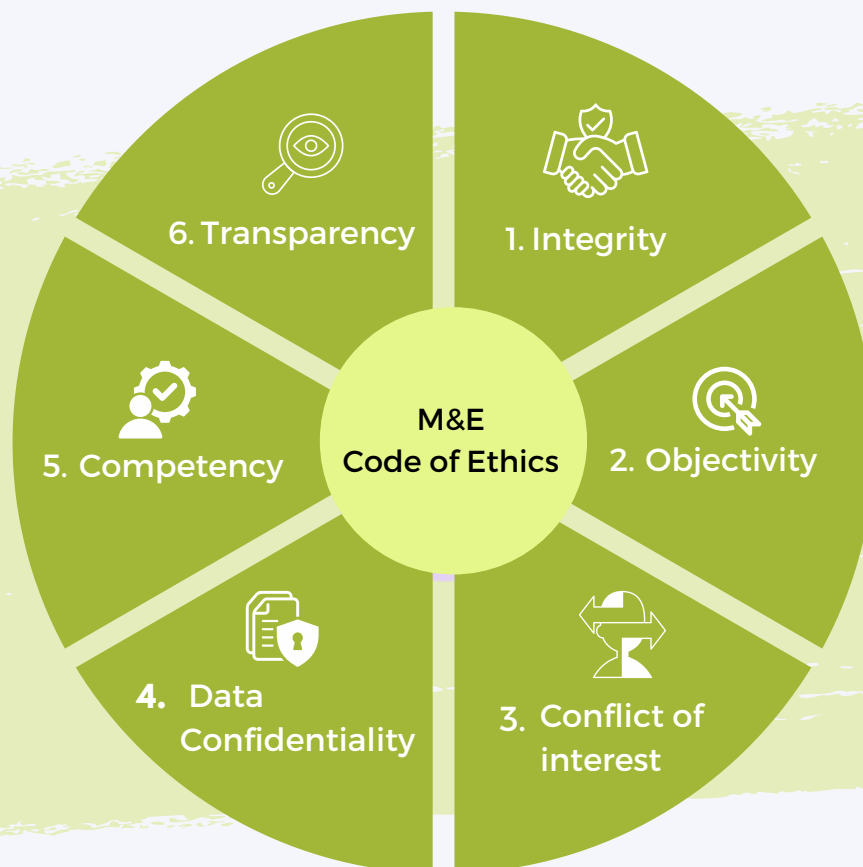 M&E
Code of Ethics
1. Integrity
2. Objectivity
3. Conflict of
interest
4. Data
Confidentiality
5. Competency
6. Transparency